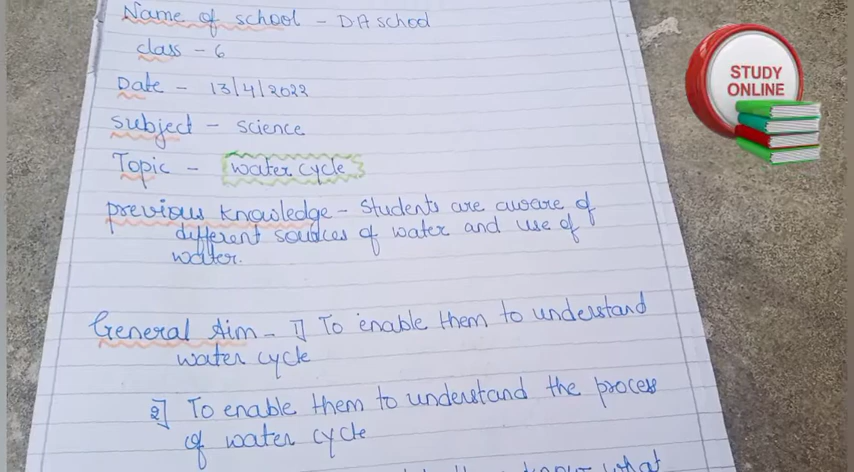 Name of school - DA school
class - 6
Date - 13/4/2022
subject - science
Topic - water cycle
previous knowledge - Students are aware of
different sources of water and use of
water.
General Aim - 1] To enable them to understand
water cycle
2] To enable them to understand the process
of water cycle
what
STUDY
ONLINE